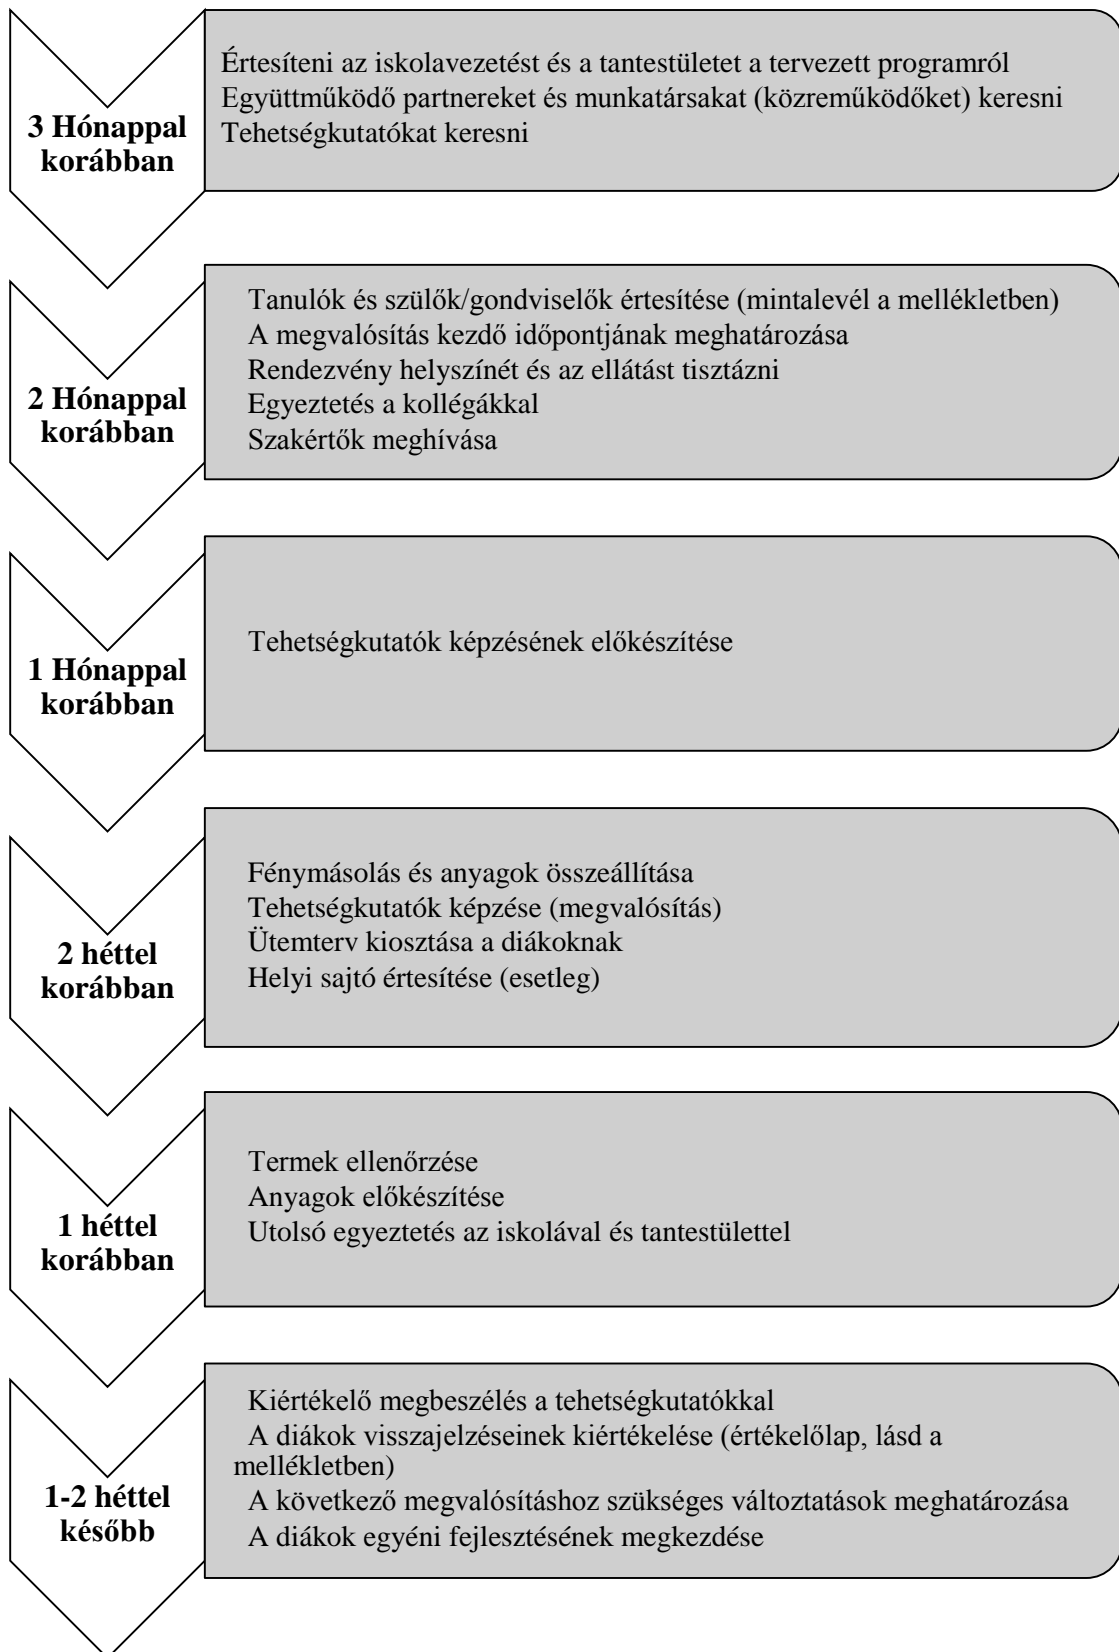 3 Hónappal
korábban
Értesíteni az iskolavezetést és a tantestületet a tervezett programról
Együttműködő partnereket és munkatársakat (közreműködőket) keresni
Tehetségkutatókat keresni
2 Hónappal
korábban
Tanulók és szülők/gondviselők értesítése (mintalevél a mellékletben)
A megvalósítás kezdő időpontjának meghatározása
Rendezvény helyszínét és az ellátást tisztázni
Egyeztetés a kollégákkal
Szakértők meghívása
1 Hónappal
korábban
Tehetségkutatók képzésének előkészítése
2 héttel
korábban
Fénymásolás és anyagok összeállítása
Tehetségkutatók képzése (megvalósítás)
Ütemterv kiosztása a diákoknak
Helyi sajtó értesítése (esetleg)
1 héttel
korábban
Termek ellenőrzése
Anyagok előkészítése
Utolsó egyeztetés az iskolával és tantestülettel
1-2 héttel
később
Kiértékelő megbeszélés a tehetségkutatókkal
A diákok visszajelzéseinek kiértékelése (értékelőlap, lásd a
mellékletben)
A következő megvalósításhoz szükséges változtatások meghatározása
A diákok egyéni fejlesztésének megkezdése